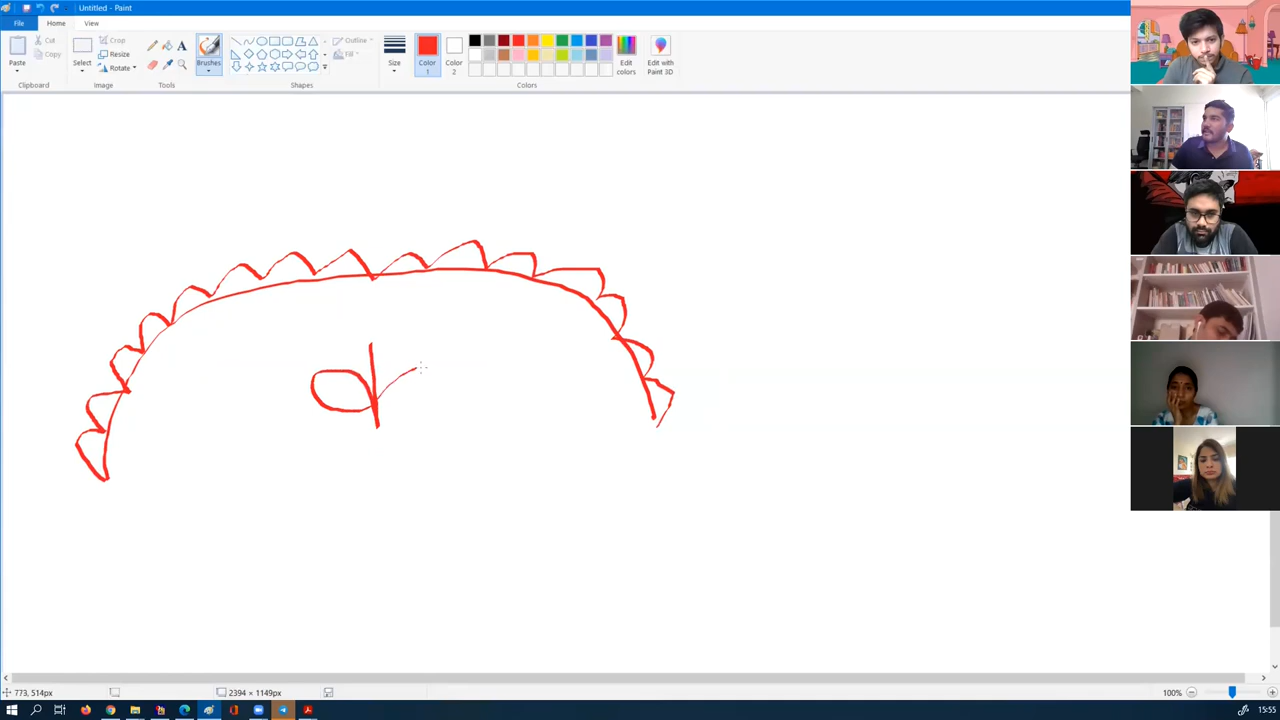 Untitled - Paint
File Home View
Paste
Cut
Copy
Clipboard
Select
Crop
Resize
Rotate
Image
A
Tools
Brushes
Outline
Fill
Shapes
Size
Color
1
Color
2
Edit
colors
Edit with
Paint 3D
Colors
773, 514px
2394 × 1149px
100%
15:55